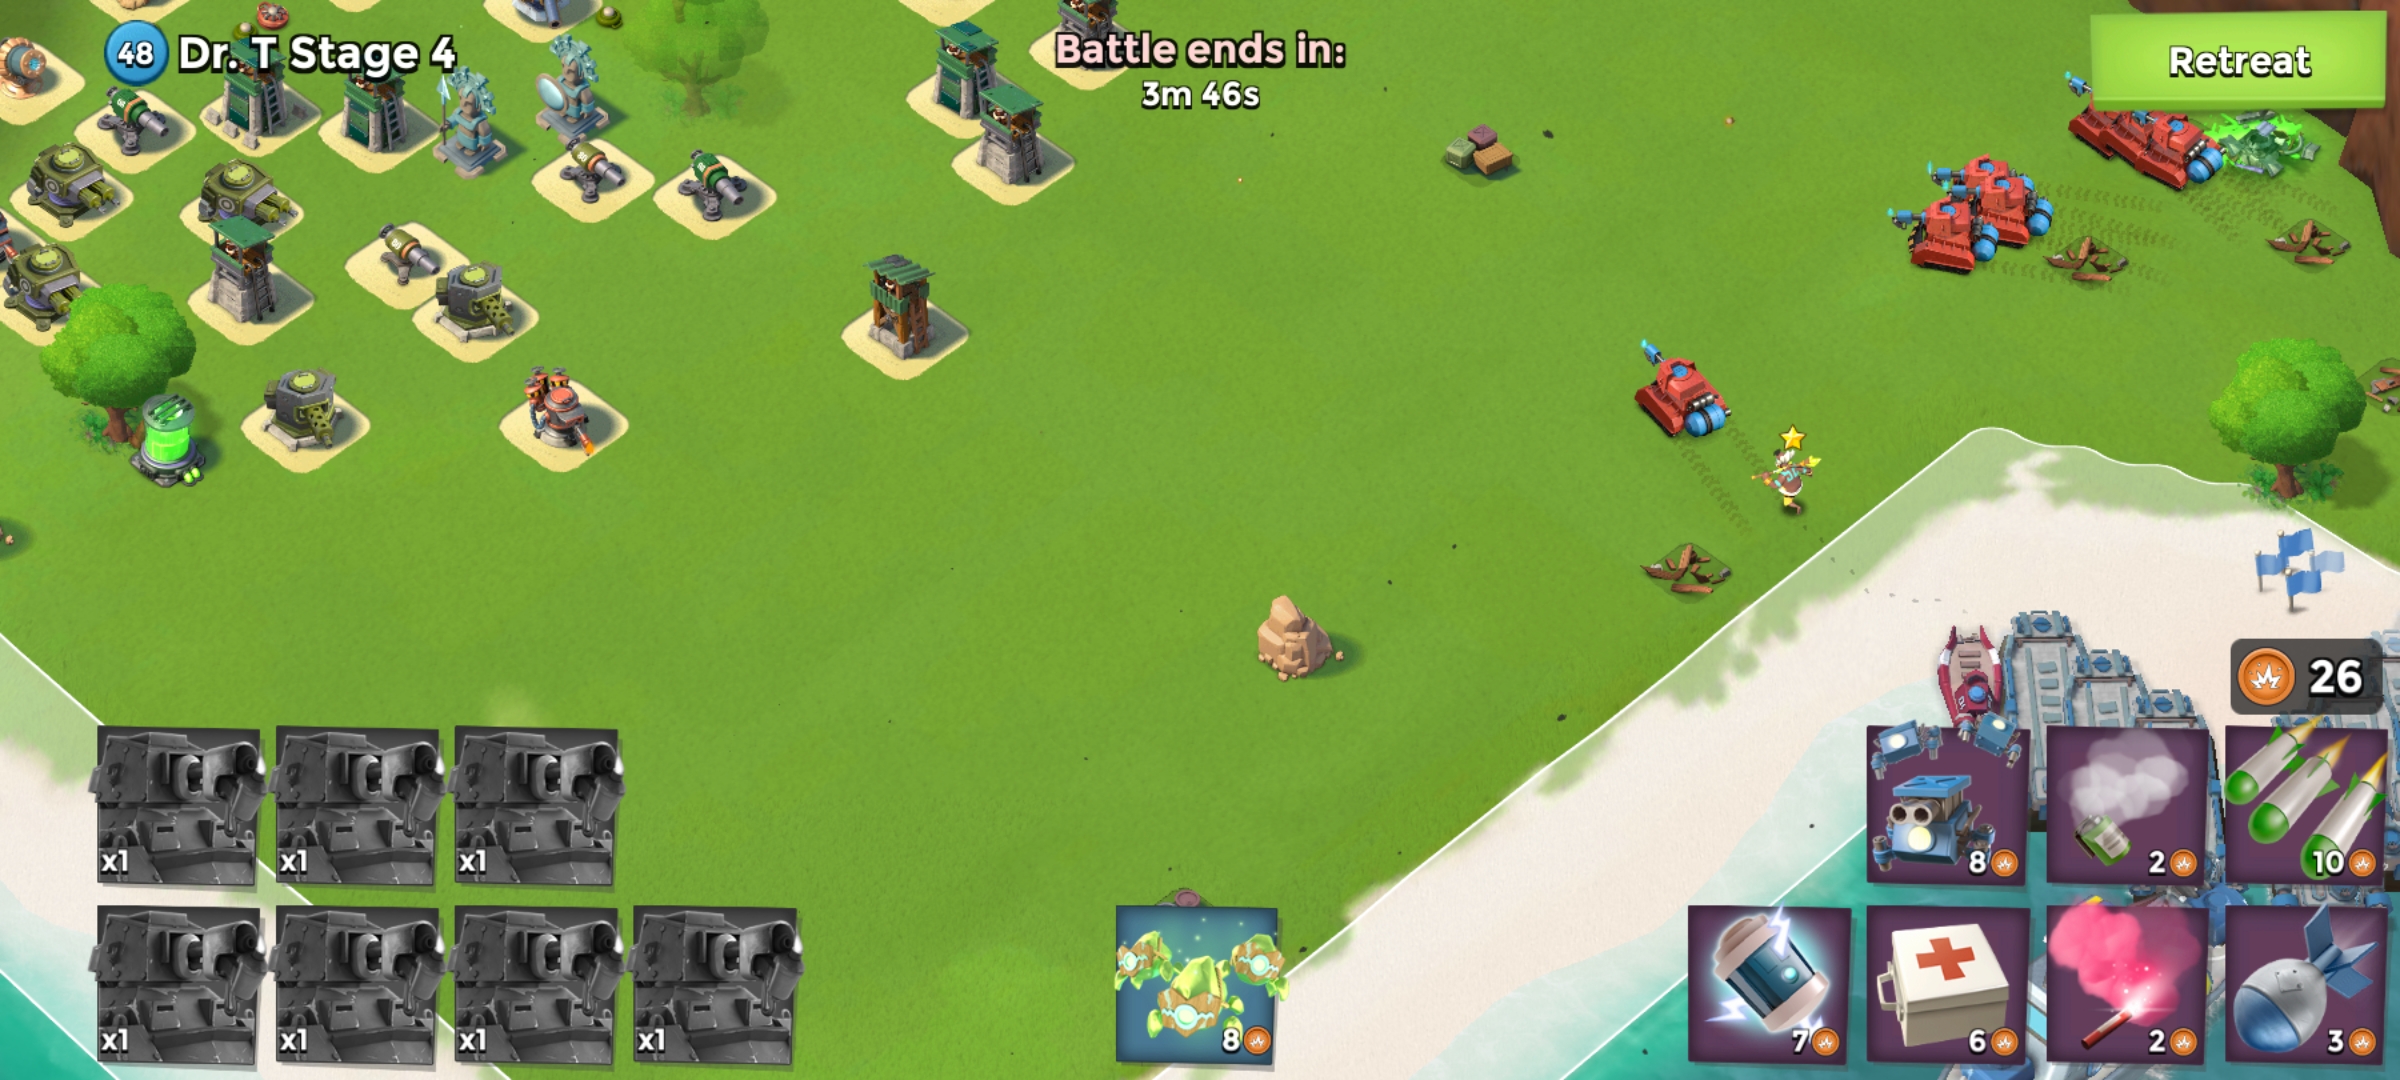 48 Dr. T Stage 4
Battle ends in:
3m 46s
Retreat
26
x1 x1 x1
8 2 10
x1 x1 x1 x1
8
7 6 2 3